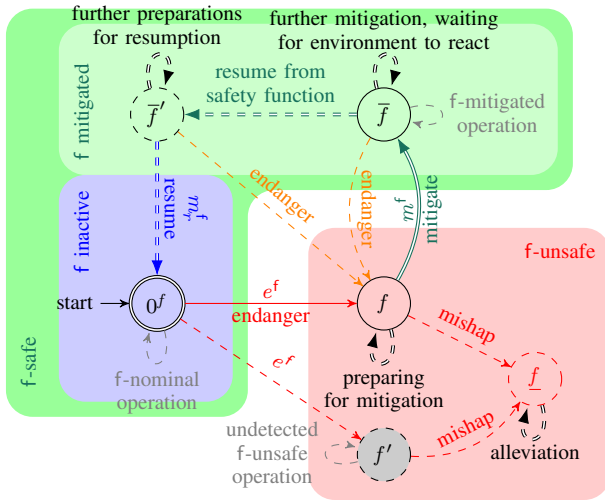 further preparations
for resumption
further mitigation, waiting
for environment to react
f mitigated
f̅′
resume from
safety function
f̅
f-mitigated
operation
endanger
endanger
m^f
mitigate
m_r^f
resume
f inactive
f-unsafe
f-safe
start
0^f
e^f
endanger
f
mishap
e^f
f-nominal
operation
preparing
for mitigation
f̲
undetected
f-unsafe
operation
f′
mishap
alleviation